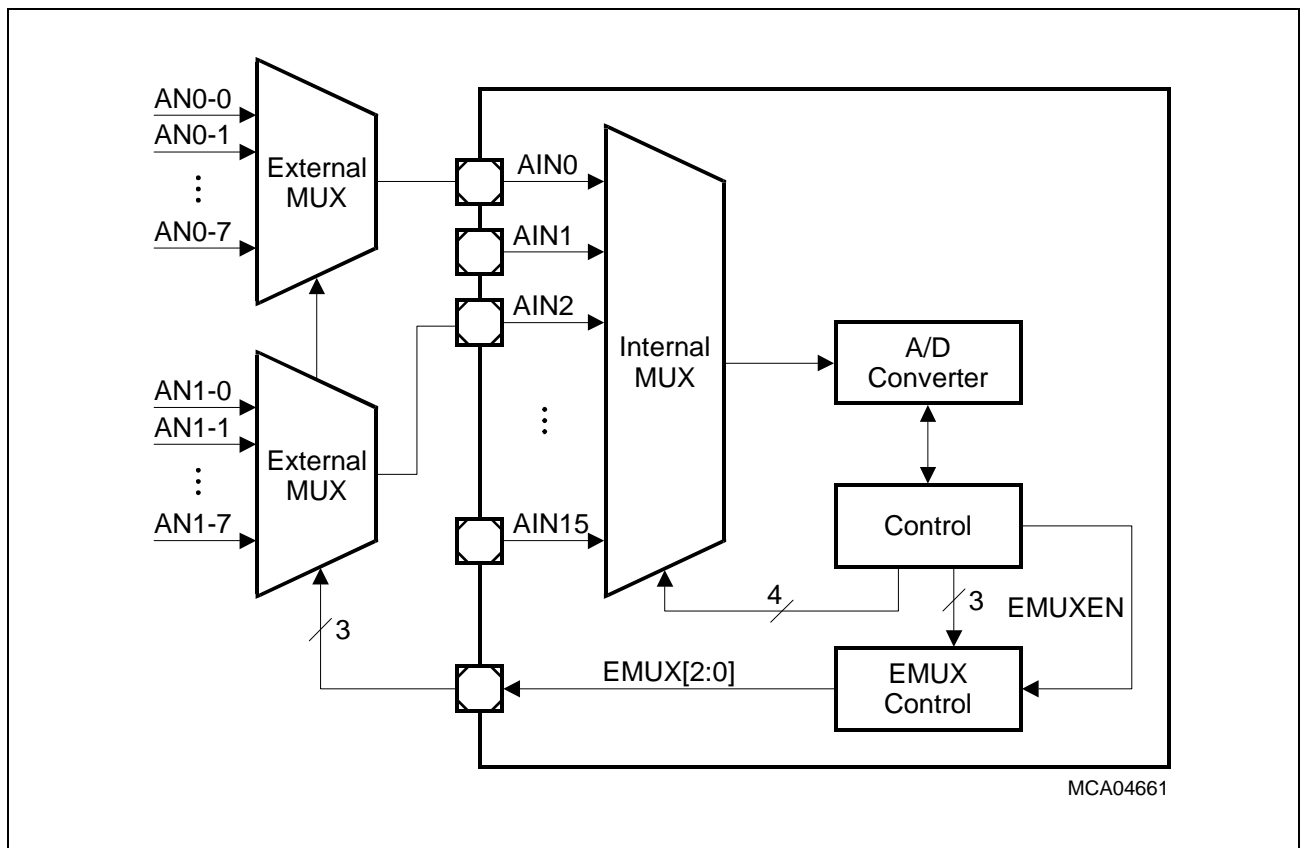 AN0-0
AN0-1
⋮
AN0-7
External
MUX
AN1-0
AN1-1
⋮
AN1-7
External
MUX
3
AIN0
AIN1
AIN2
⋮
AIN15
Internal
MUX
A/D
Converter
Control
4
3
EMUXEN
EMUX[2:0]
EMUX
Control
MCA04661